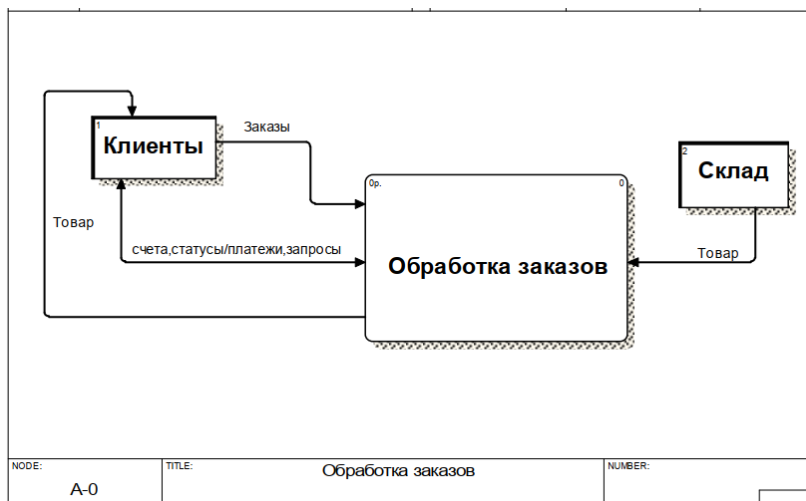 1
Клиенты
Заказы
2
Склад
0р.
0
Товар
счета,статусы/платежи,запросы
Обработка заказов
Товар
NODE:
TITLE:
Обработка заказов
NUMBER:
A-0